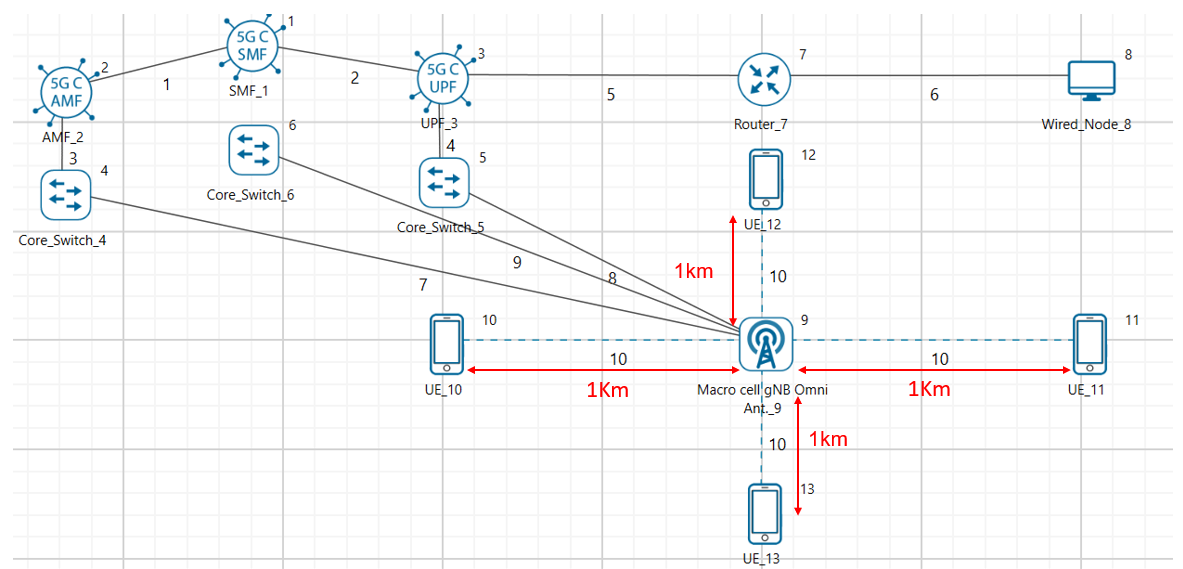 1
5G C
SMF
SMF_1
2
5G C
AMF
AMF_2
1
2
3
5G C
UPF
UPF_3
5
7
Router_7
6
8
Wired_Node_8
3
4
Core_Switch_4
6
Core_Switch_6
4
5
Core_Switch_5
12
UE_12
1km
10
7
9
8
10
UE_10
10
1Km
9
Macro cell gNB Omni
Ant._9
10
1Km
11
UE_11
10
1km
13
UE_13